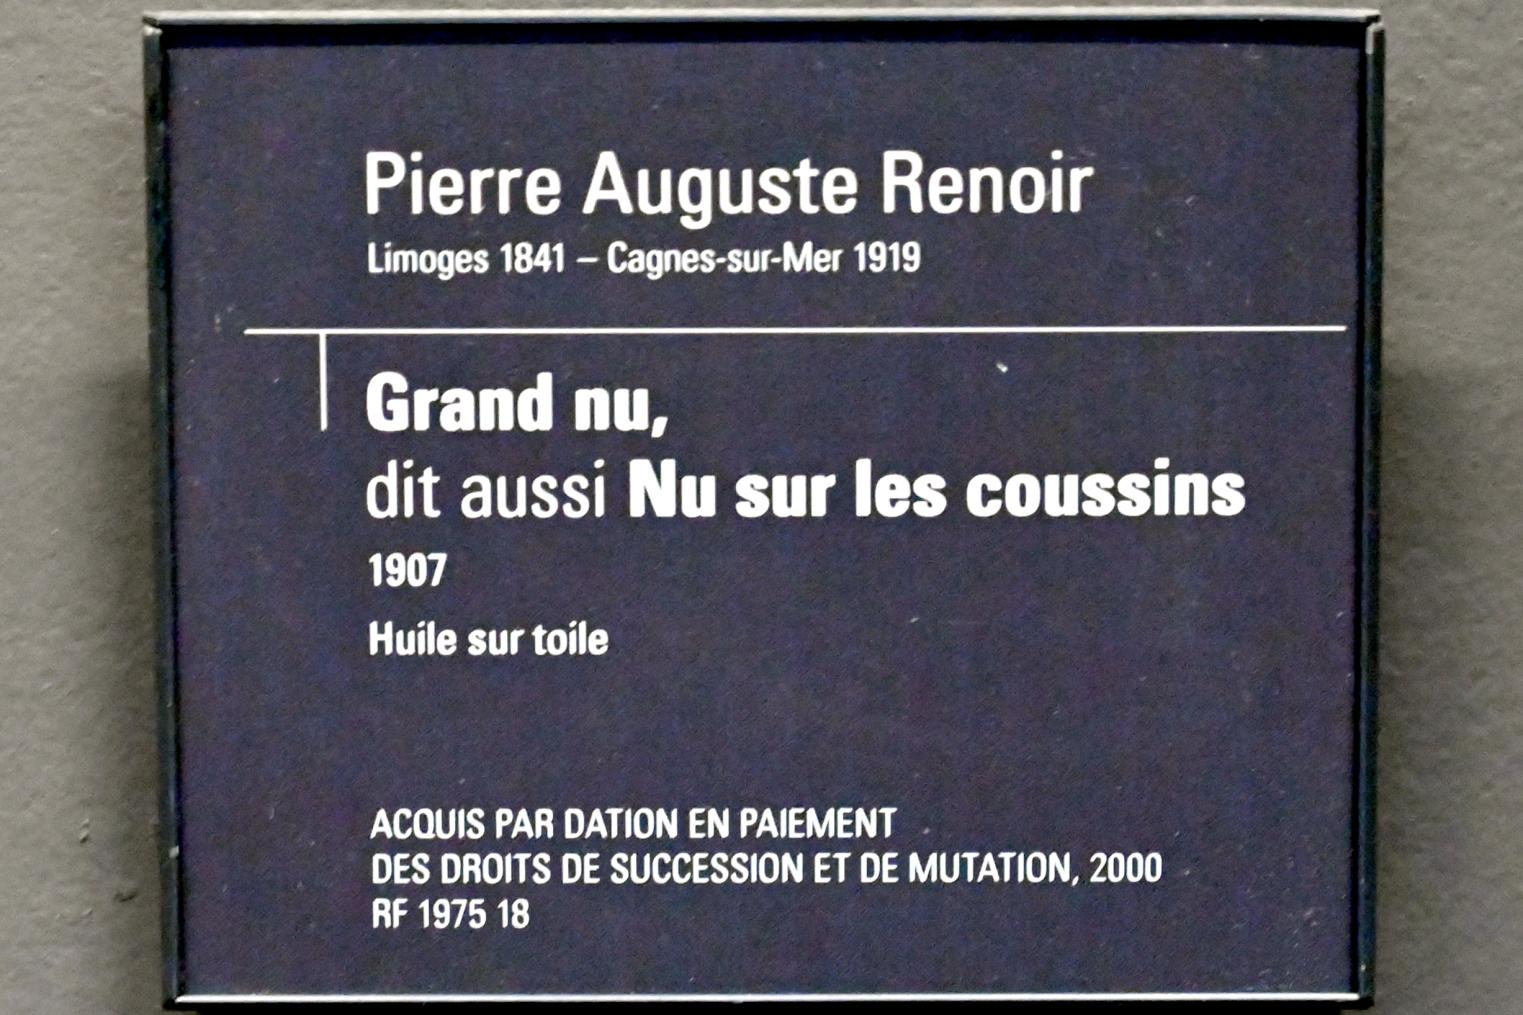 Pierre Auguste Renoir
Limoges 1841 – Cagnes-sur-Mer 1919
Grand nu,
dit aussi Nu sur les coussins
1907
Huile sur toile
ACQUIS PAR DATION EN PAIEMENT
DES DROITS DE SUCCESSION ET DE MUTATION, 2000
RF 1975 18